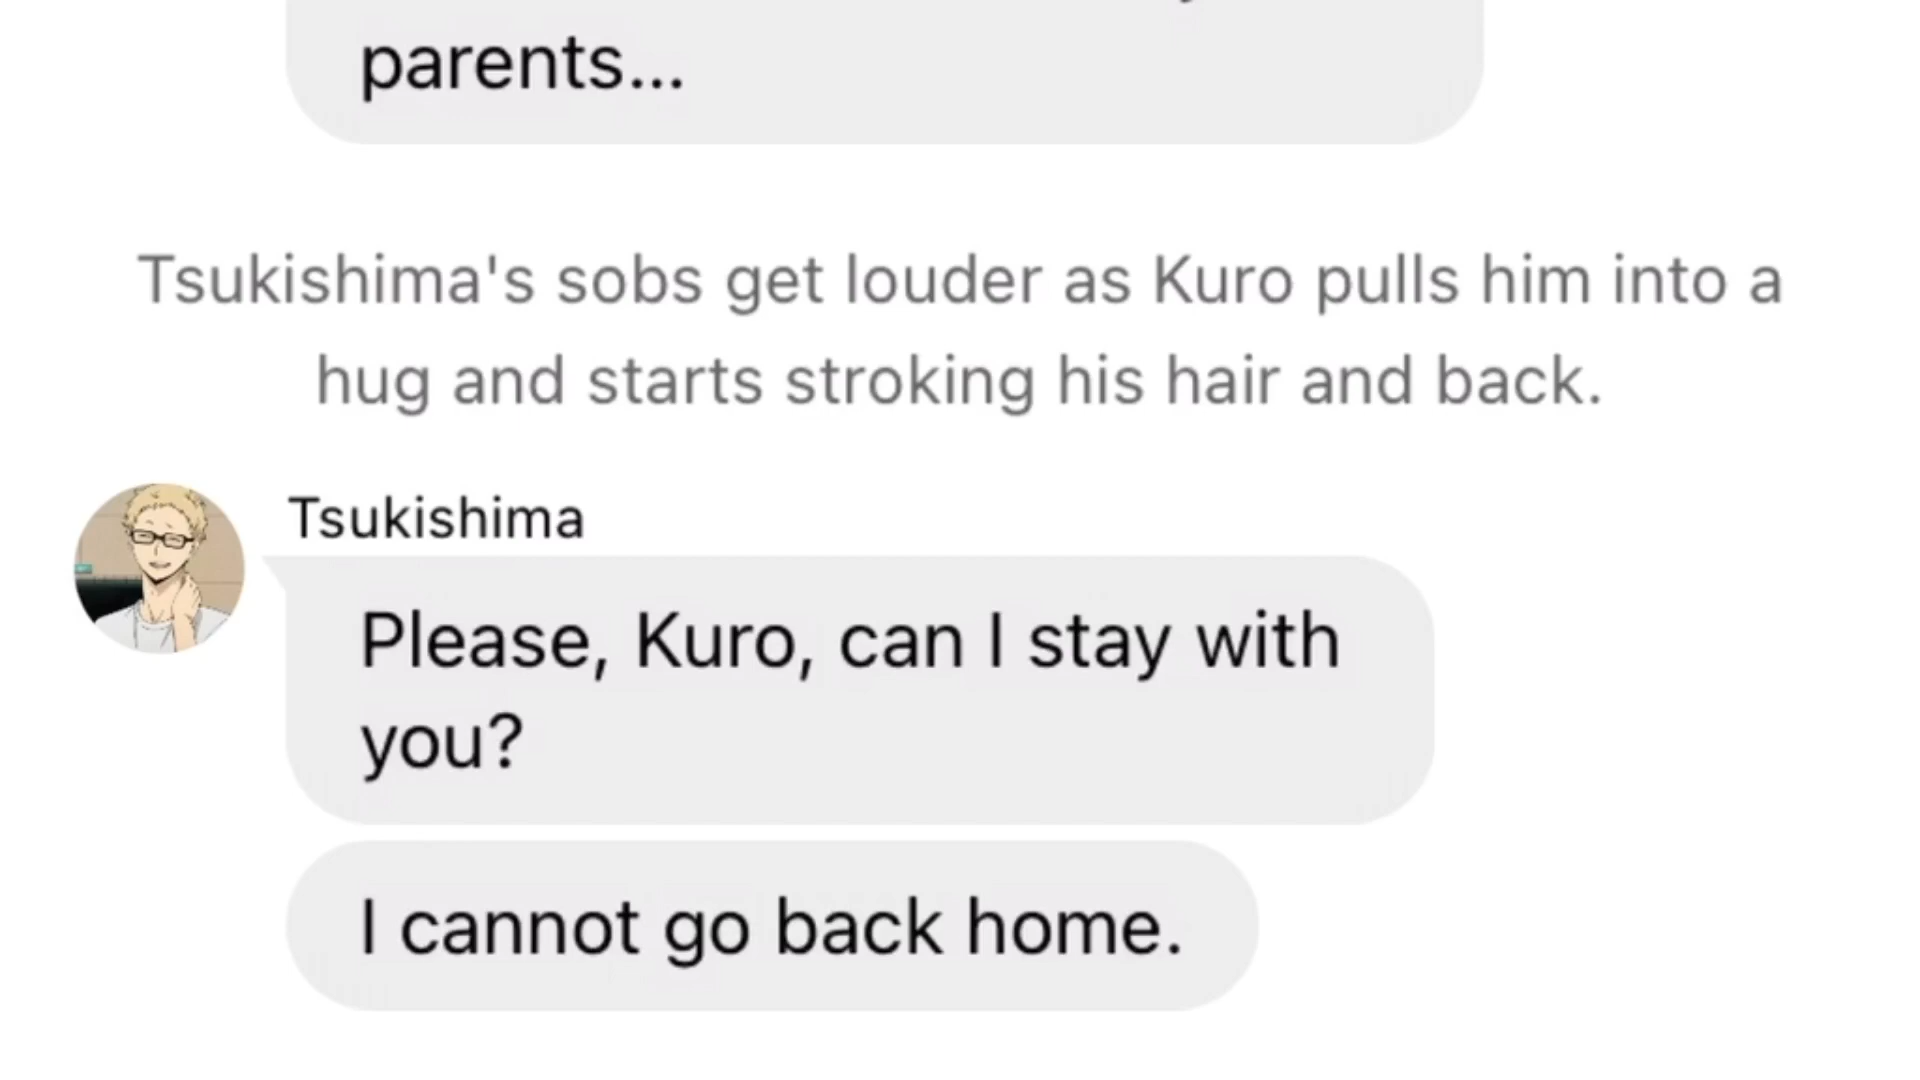 parents...
Tsukishima's sobs get louder as Kuro pulls him into a
hug and starts stroking his hair and back.
Tsukishima
Please, Kuro, can I stay with
you?
I cannot go back home.